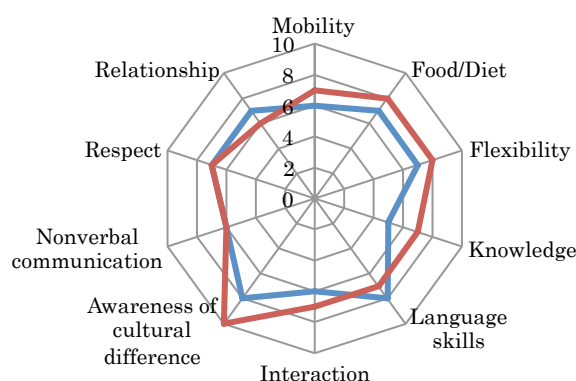 Mobility
10
Relationship
Food/Diet
8
6
Respect
Flexibility
4
2
0
Nonverbal
communication
Knowledge
Awareness of
cultural
difference
Language
skills
Interaction